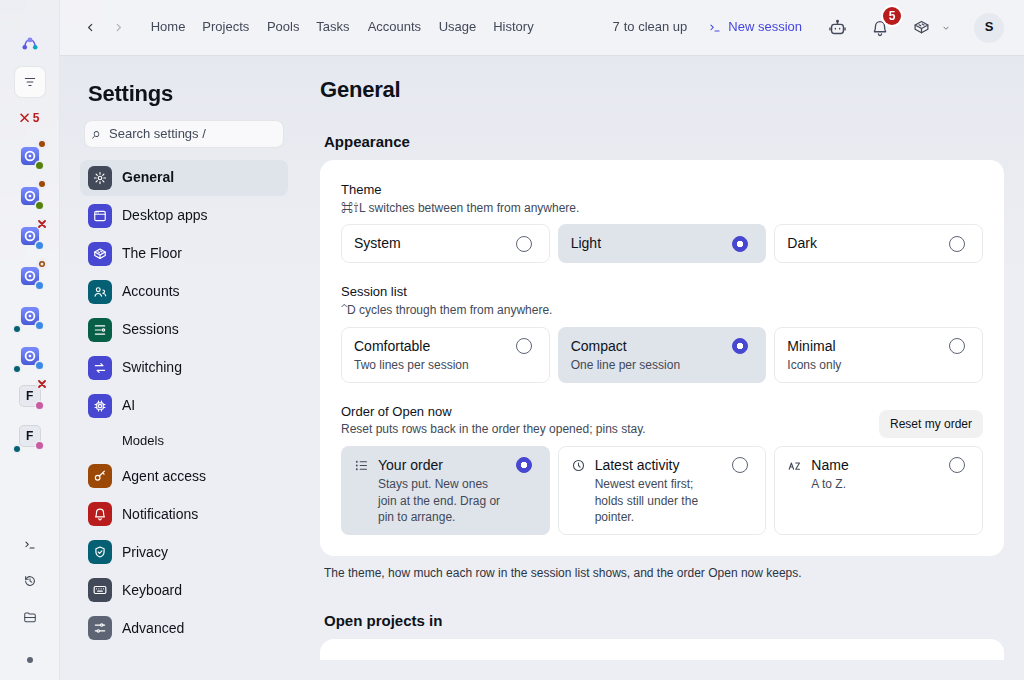 Home Projects Pools Tasks Accounts Usage History 7 to clean up New session 5 S
5
F
F
Settings
Search settings /
General
Desktop apps
The Floor
Accounts
Sessions
Switching
AI
Models
Agent access
Notifications
Privacy
Keyboard
Advanced
General
Appearance
Theme
⌘⇧L switches between them from anywhere.
System Light Dark
Session list
^D cycles through them from anywhere.
Comfortable Compact Minimal
Two lines per session One line per session Icons only
Order of Open now
Reset puts rows back in the order they opened; pins stay.
Reset my order
Your order
Stays put. New ones
join at the end. Drag or
pin to arrange.
Latest activity
Newest event first;
holds still under the
pointer.
AZ Name
A to Z.
The theme, how much each row in the session list shows, and the order Open now keeps.
Open projects in